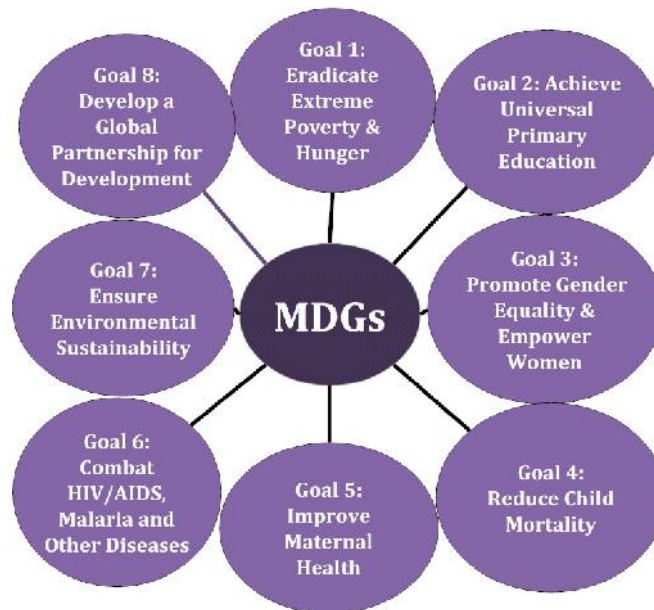 Goal 1:
Eradicate
Extreme
Poverty &
Hunger
Goal 2: Achieve
Universal
Primary
Education
Goal 3:
Promote Gender
Equality &
Empower
Women
Goal 4:
Reduce Child
Mortality
Goal 5:
Improve
Maternal
Health
Goal 6:
Combat
HIV/AIDS,
Malaria and
Other Diseases
Goal 7:
Ensure
Environmental
Sustainability
Goal 8:
Develop a
Global
Partnership for
Development
MDGs